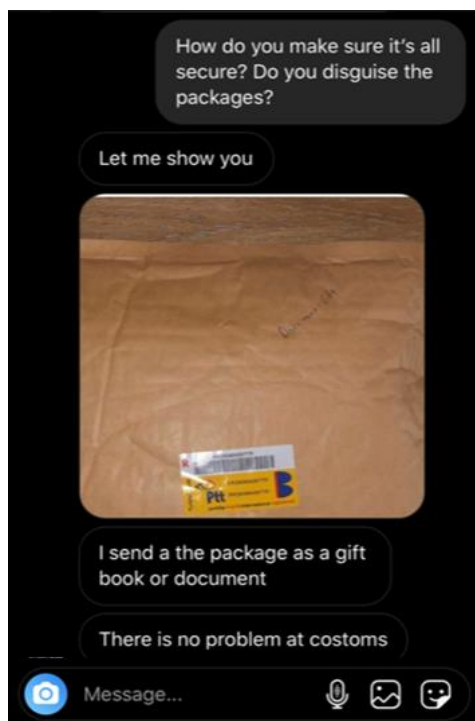 How do you make sure it's all
secure? Do you disguise the
packages?
Let me show you
Ptt
I send a the package as a gift
book or document
There is no problem at costoms
Message...